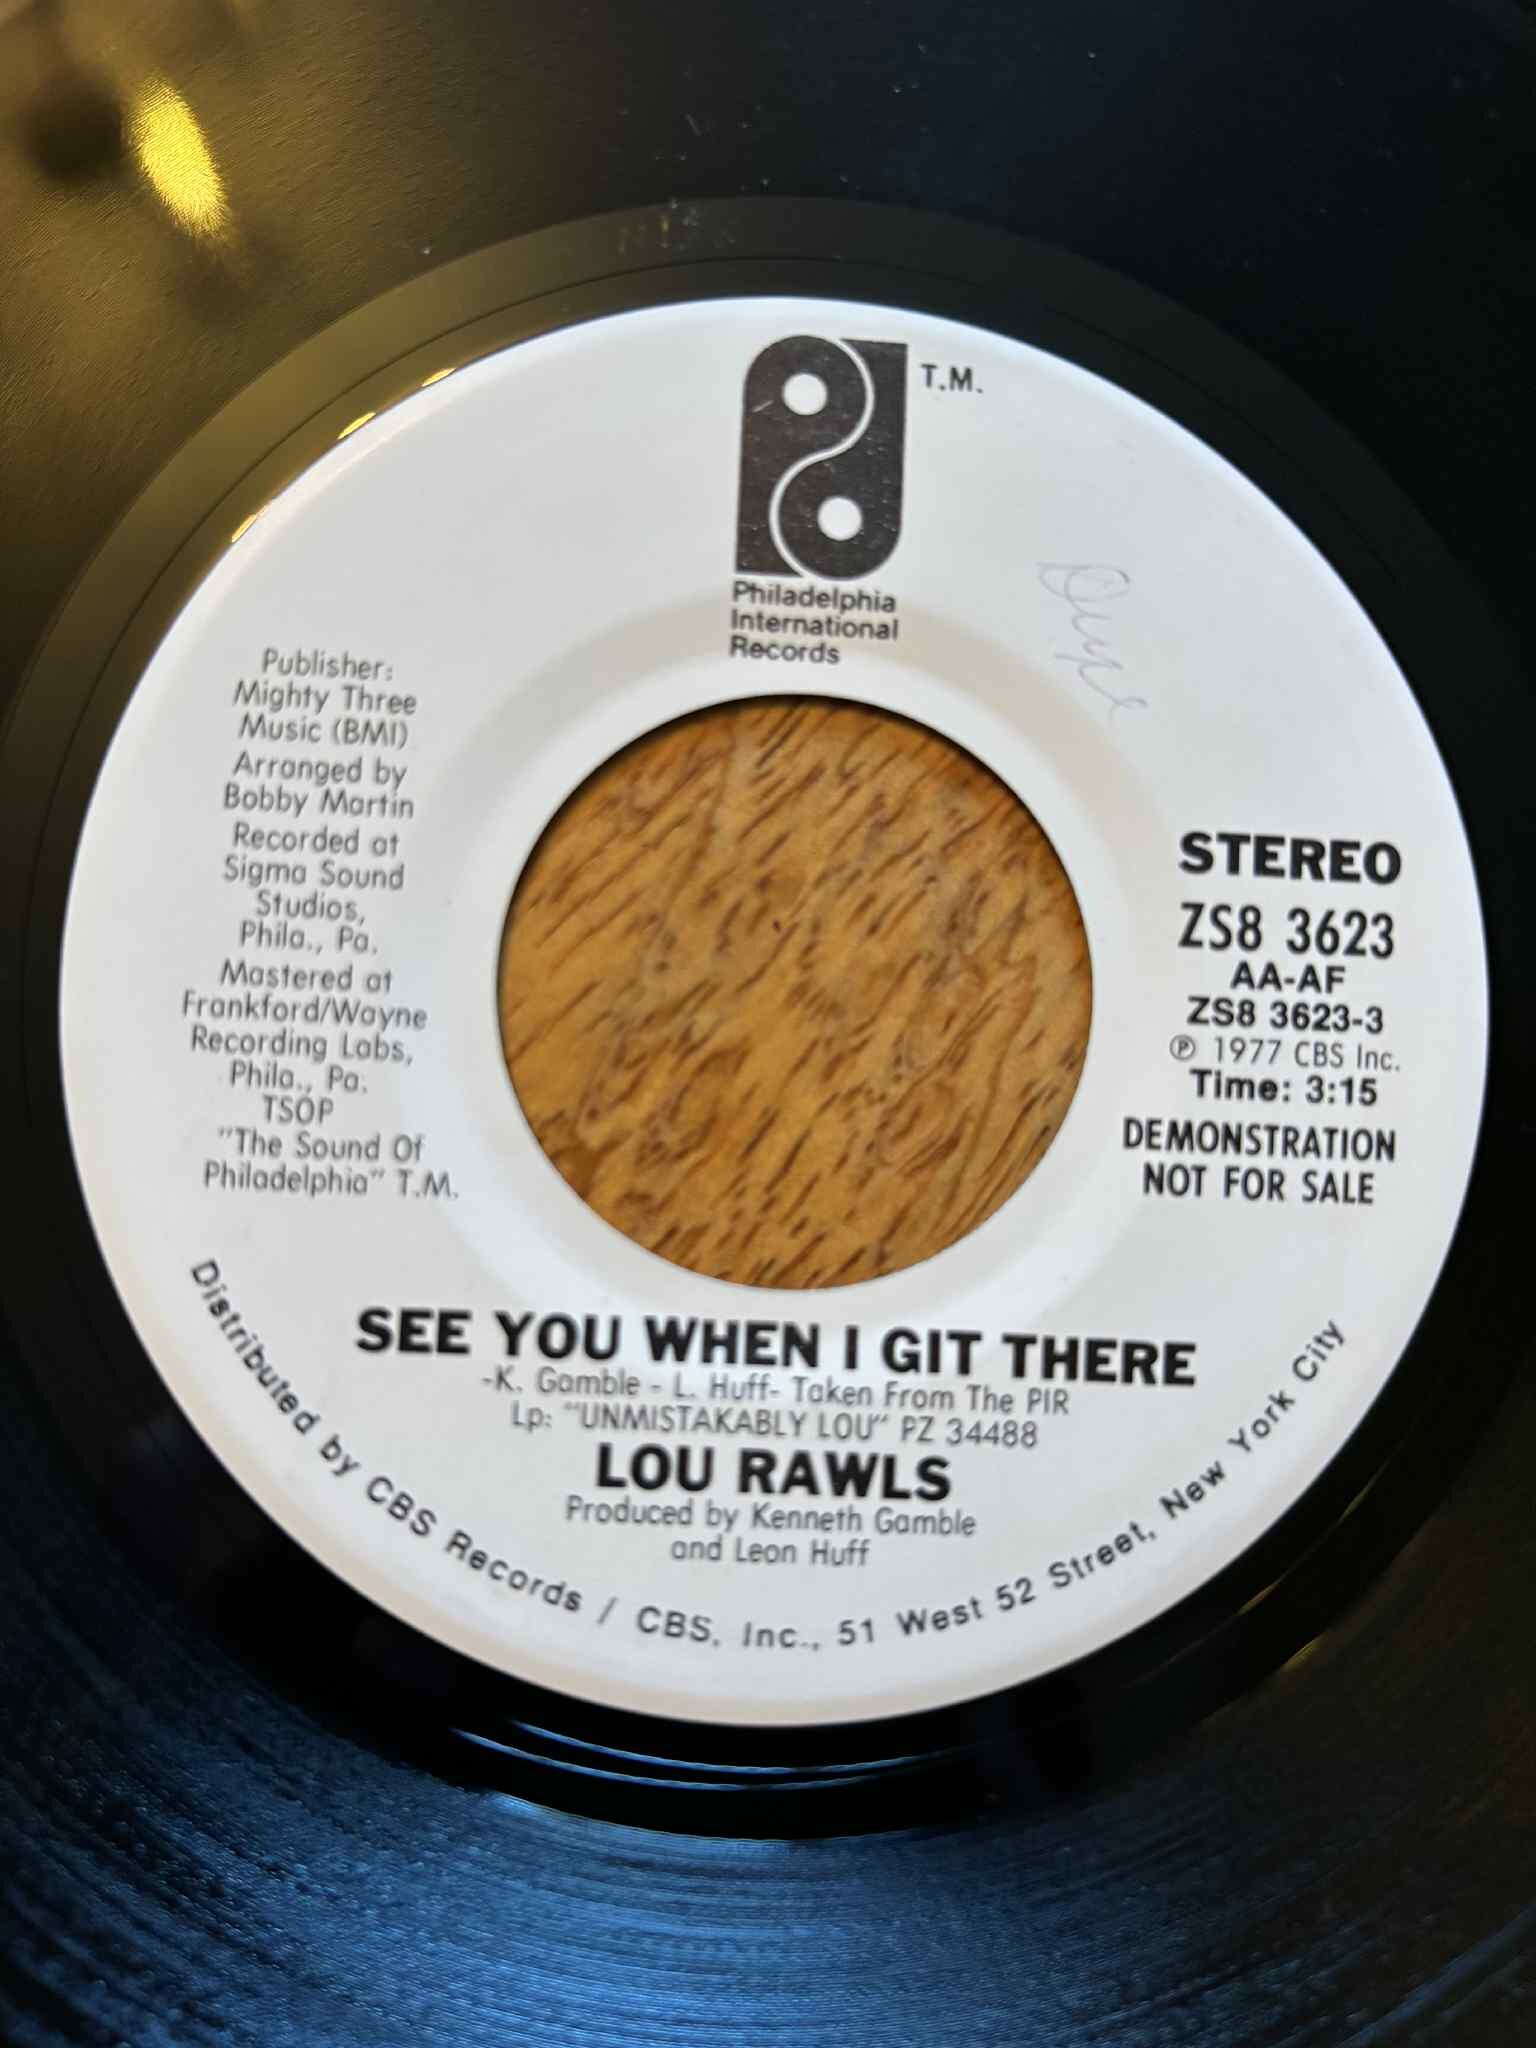 T.M.
Philadelphia
International
Records
Publisher:
Mighty Three
Music (BMI)
Arranged by
Bobby Martin
Recorded at
Sigma Sound
Studios,
Phila., Pa.
Mastered at
Frankford/Wayne
Recording Labs,
Phila., Pa.
TSOP
"The Sound Of
Philadelphia" T.M.
STEREO
ZS8 3623
AA-AF
ZS8 3623-3
℗ 1977 CBS Inc.
Time: 3:15
DEMONSTRATION
NOT FOR SALE
SEE YOU WHEN I GIT THERE
-K. Gamble - L. Huff- Taken From The PIR
Lp: "UNMISTAKABLY LOU" PZ 34488
LOU RAWLS
Produced by Kenneth Gamble
and Leon Huff
Distributed by CBS Records / CBS, Inc., 51 West 52 Street, New York City